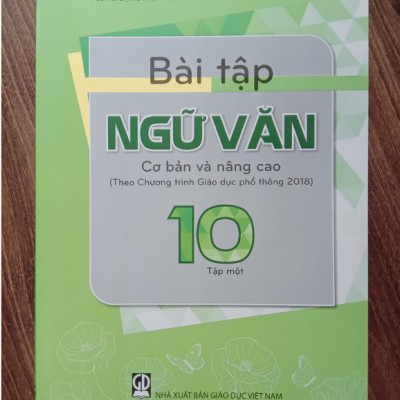 Bài tập
NGỮ VĂN
Cơ bản và nâng cao
(Theo Chương trình Giáo dục phổ thông 2018)
10
Tập một
GD
NHÀ XUẤT BẢN GIÁO DỤC VIỆT NAM